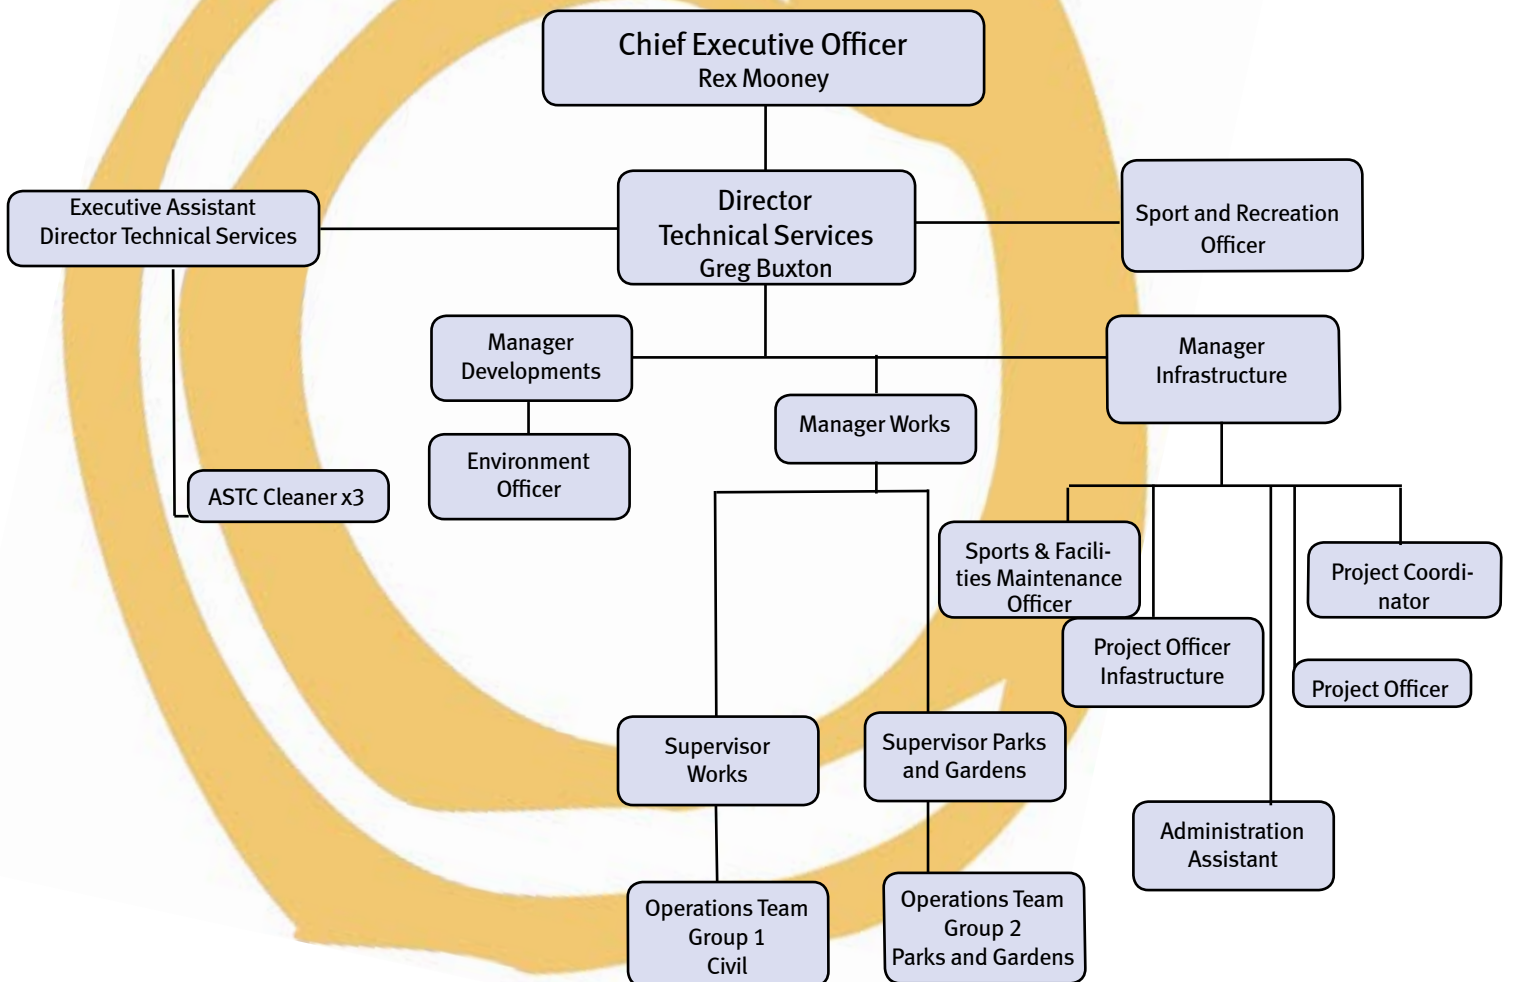 Chief Executive Officer
Rex Mooney
Director
Technical Services
Greg Buxton
Executive Assistant
Director Technical Services
Sport and Recreation
Officer
Manager
Developments
Manager
Infrastructure
Manager Works
Environment
Officer
ASTC Cleaner x3
Sports & Facili-
ties Maintenance
Officer
Project Coordi-
nator
Project Officer
Infastructure
Project Officer
Supervisor
Works
Supervisor Parks
and Gardens
Administration
Assistant
Operations Team
Group 1
Civil
Operations Team
Group 2
Parks and Gardens